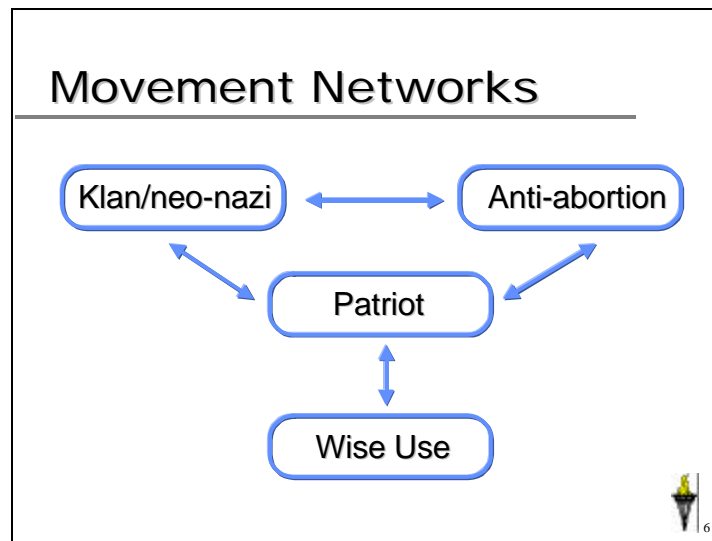 Movement Networks
Klan/neo-nazi
Anti-abortion
Patriot
Wise Use
6